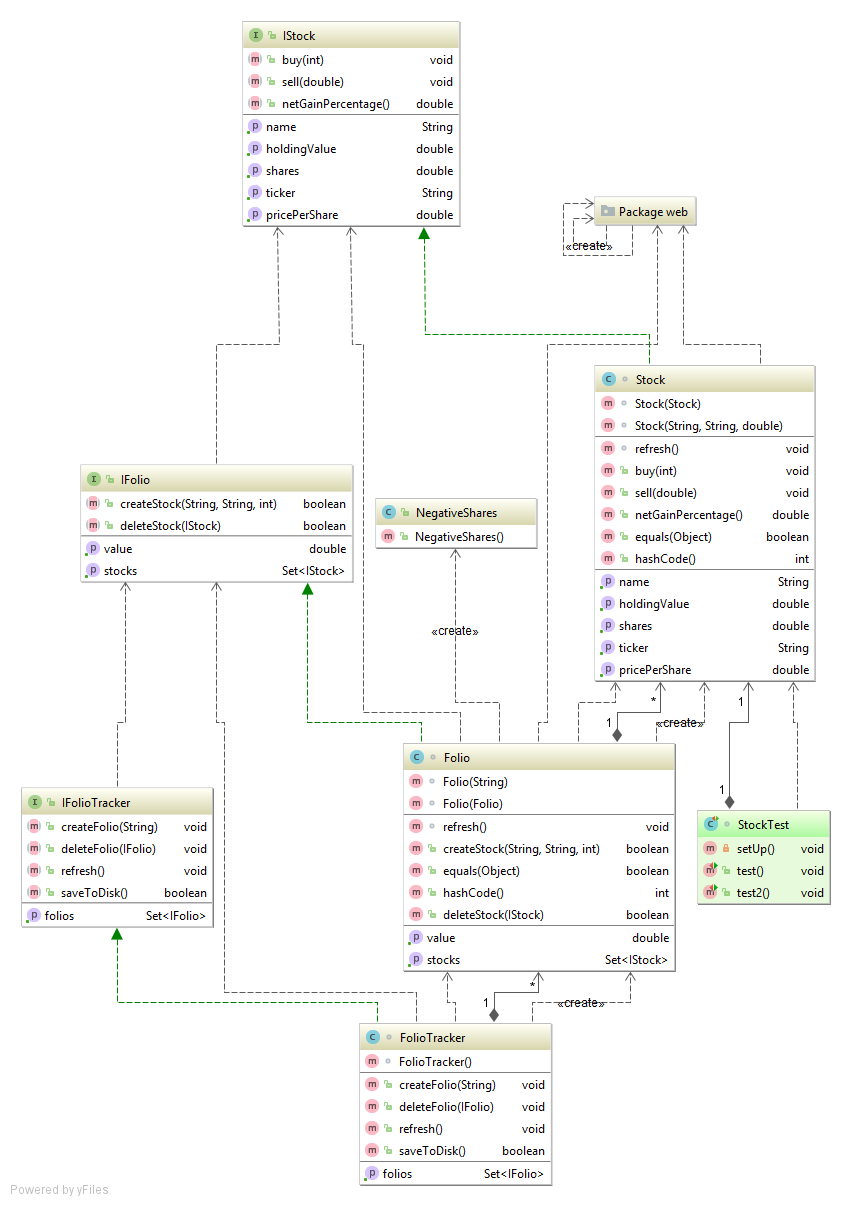 IStock
buy(int) void
sell(double) void
netGainPercentage() double
name String
holdingValue double
shares double
ticker String
pricePerShare double
Package web
«create»
Stock
Stock(Stock)
Stock(String, String, double)
refresh() void
buy(int) void
sell(double) void
netGainPercentage() double
equals(Object) boolean
hashCode() int
name String
holdingValue double
shares double
ticker String
pricePerShare double
IFolio
createStock(String, String, int) boolean
deleteStock(IStock) boolean
value double
stocks Set<IStock>
NegativeShares
NegativeShares()
«create»
1
*
«create»
1
1
Folio
Folio(String)
Folio(Folio)
refresh() void
createStock(String, String, int) boolean
equals(Object) boolean
hashCode() int
deleteStock(IStock) boolean
value double
stocks Set<IStock>
IFolioTracker
createFolio(String) void
deleteFolio(IFolio) void
refresh() void
saveToDisk() boolean
folios Set<IFolio>
StockTest
setUp() void
test() void
test2() void
1
*
«create»
FolioTracker
FolioTracker()
createFolio(String) void
deleteFolio(IFolio) void
refresh() void
saveToDisk() boolean
folios Set<IFolio>
Powered by yFiles